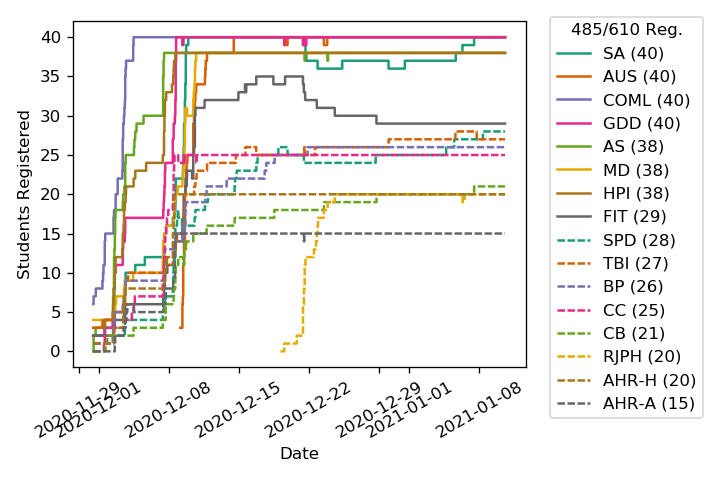 485/610 Reg.
SA (40)
AUS (40)
COML (40)
GDD (40)
AS (38)
MD (38)
HPI (38)
FIT (29)
SPD (28)
TBI (27)
BP (26)
CC (25)
CB (21)
RJPH (20)
AHR-H (20)
AHR-A (15)
Students Registered
40
35
30
25
20
15
10
5
0
2020-11-29
2020-12-01
2020-12-08
2020-12-15
2020-12-22
2020-12-29
2021-01-01
2021-01-08
Date